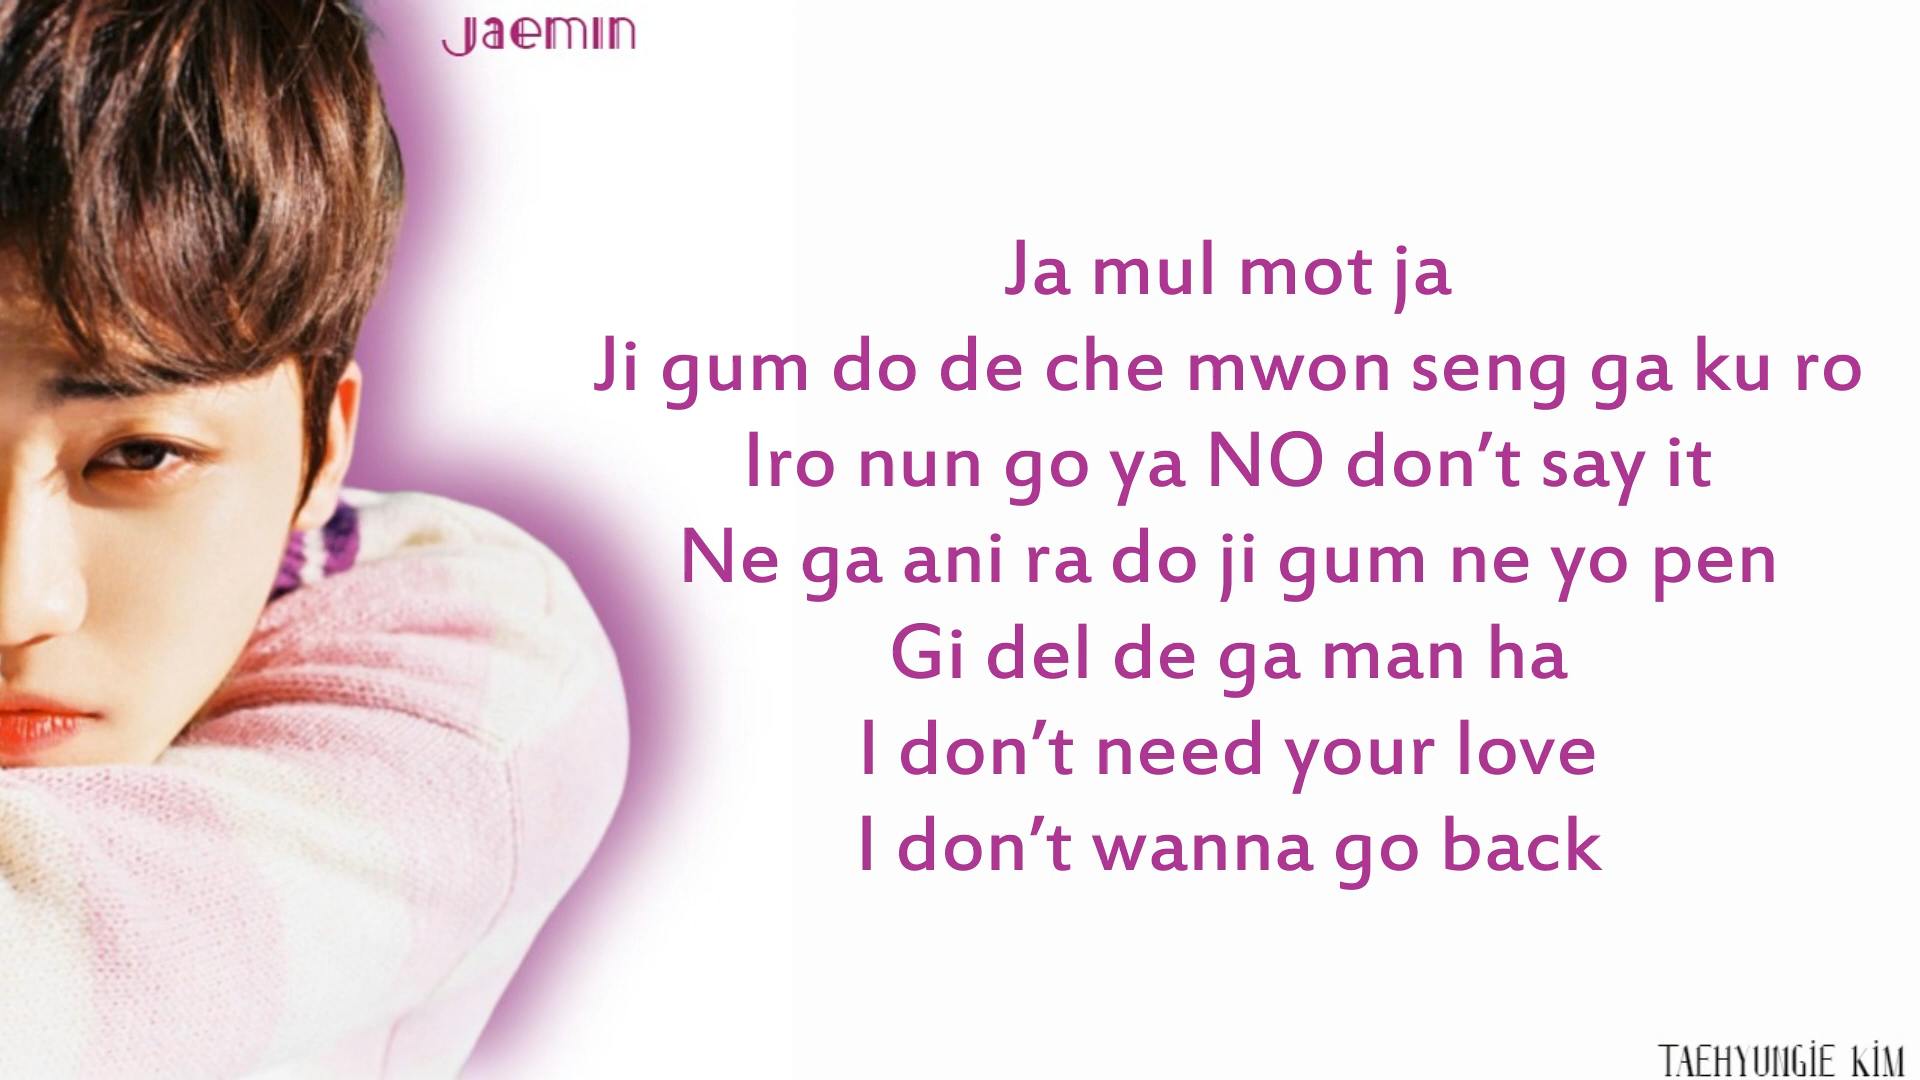 Jaemin
Ja mul mot ja
Ji gum do de che mwon seng ga ku ro
Iro nun go ya NO don't say it
Ne ga ani ra do ji gum ne yo pen
Gi del de ga man ha
I don't need your love
I don't wanna go back
TAEHYUNGIE KIM